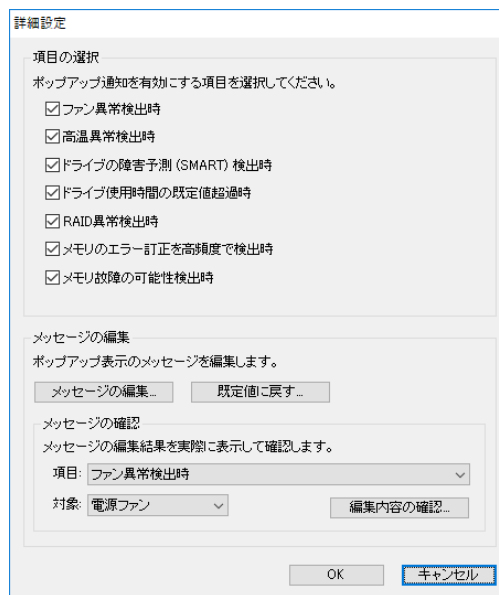 詳細設定
項目の選択
ポップアップ通知を有効にする項目を選択してください。
ファン異常検出時
高温異常検出時
ドライブの障害予測 (SMART) 検出時
ドライブ使用時間の既定値超過時
RAID異常検出時
メモリのエラー訂正を高頻度で検出時
メモリ故障の可能性検出時
メッセージの編集
ポップアップ表示のメッセージを編集します。
メッセージの編集... 既定値に戻す...
メッセージの確認
メッセージの編集結果を実際に表示して確認します。
項目: ファン異常検出時
対象: 電源ファン 編集内容の確認...
OK キャンセル